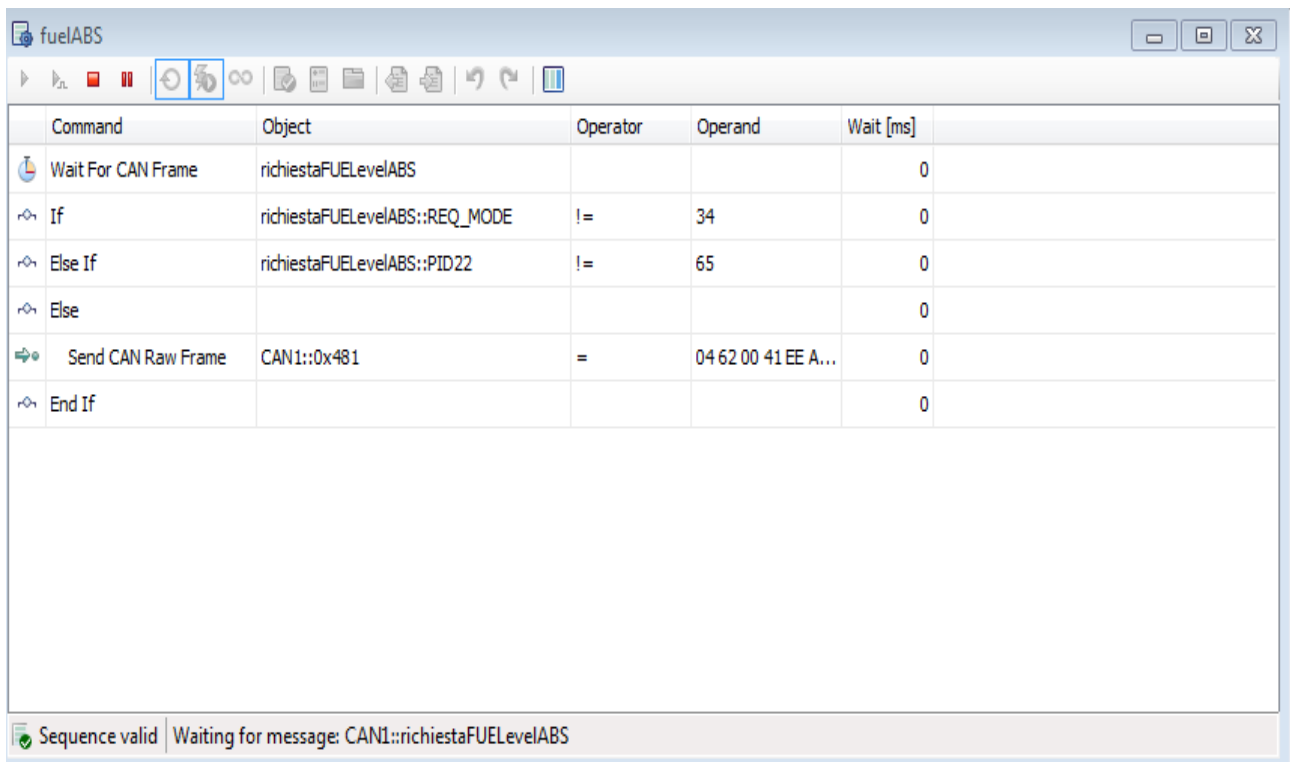 fuelABS
Command Object Operator Operand Wait [ms]
Wait For CAN Frame richiestaFUELevelABS 0
If richiestaFUELevelABS::REQ_MODE != 34 0
Else If richiestaFUELevelABS::PID22 != 65 0
Else 0
Send CAN Raw Frame CAN1::0x481 = 04 62 00 41 EE A... 0
End If 0
Sequence valid Waiting for message: CAN1::richiestaFUELevelABS